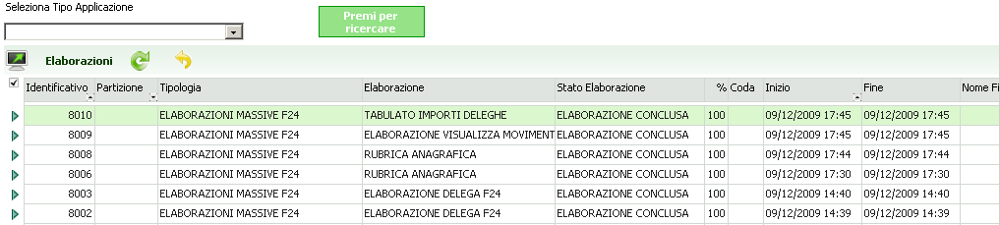 Seleziona Tipo Applicazione
Premi per
ricercare
Elaborazioni
Identificativo Partizione Tipologia Elaborazione Stato Elaborazione % Coda Inizio Fine Nome Fi
8010 ELABORAZIONI MASSIVE F24 TABULATO IMPORTI DELEGHE ELABORAZIONE CONCLUSA 100 09/12/2009 17:45 09/12/2009 17:45
8009 ELABORAZIONI MASSIVE F24 ELABORAZIONE VISUALIZZA MOVIMENT ELABORAZIONE CONCLUSA 100 09/12/2009 17:45 09/12/2009 17:45
8008 ELABORAZIONI MASSIVE F24 RUBRICA ANAGRAFICA ELABORAZIONE CONCLUSA 100 09/12/2009 17:44 09/12/2009 17:44
8006 ELABORAZIONI MASSIVE F24 RUBRICA ANAGRAFICA ELABORAZIONE CONCLUSA 100 09/12/2009 17:30 09/12/2009 17:30
8003 ELABORAZIONI MASSIVE F24 ELABORAZIONE DELEGA F24 ELABORAZIONE CONCLUSA 100 09/12/2009 14:40 09/12/2009 14:40
8002 ELABORAZIONI MASSIVE F24 ELABORAZIONE DELEGA F24 ELABORAZIONE CONCLUSA 100 09/12/2009 14:39 09/12/2009 14:39